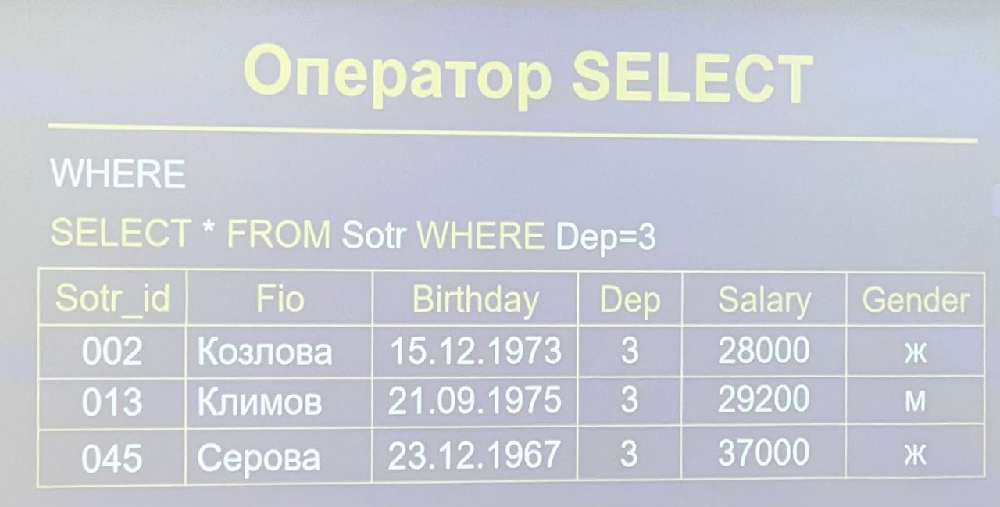 Оператор SELECT
WHERE
SELECT * FROM Sotr WHERE Dep=3
Sotr_id Fio Birthday Dep Salary Gender
002 Козлова 15.12.1973 3 28000 ж
013 Климов 21.09.1975 3 29200 м
045 Серова 23.12.1967 3 37000 ж